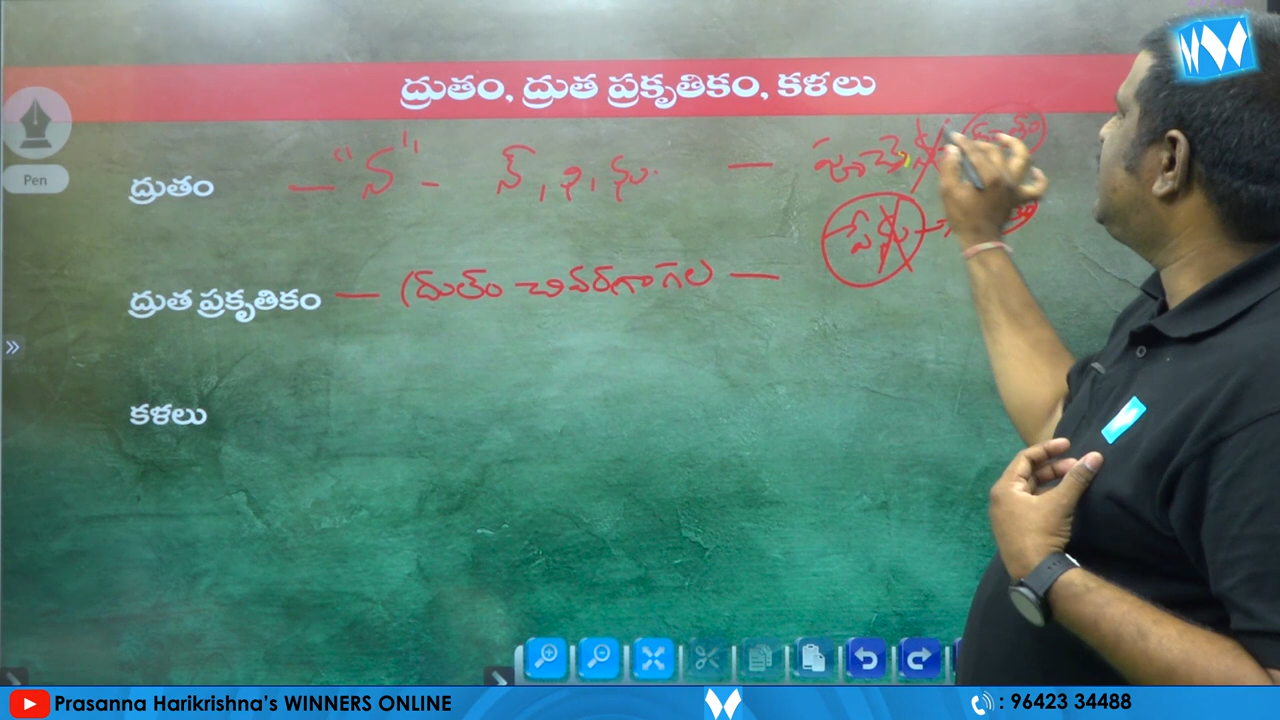 ద్రుతం, ద్రుత ప్రకృతికం, కళలు
Pen
ద్రుతం — "న" - న్, ని, ను. —
ద్రుత ప్రకృతికం — ద్రుతం చివరగా గల —
కళలు
Prasanna Harikrishna's WINNERS ONLINE
: 96423 34488